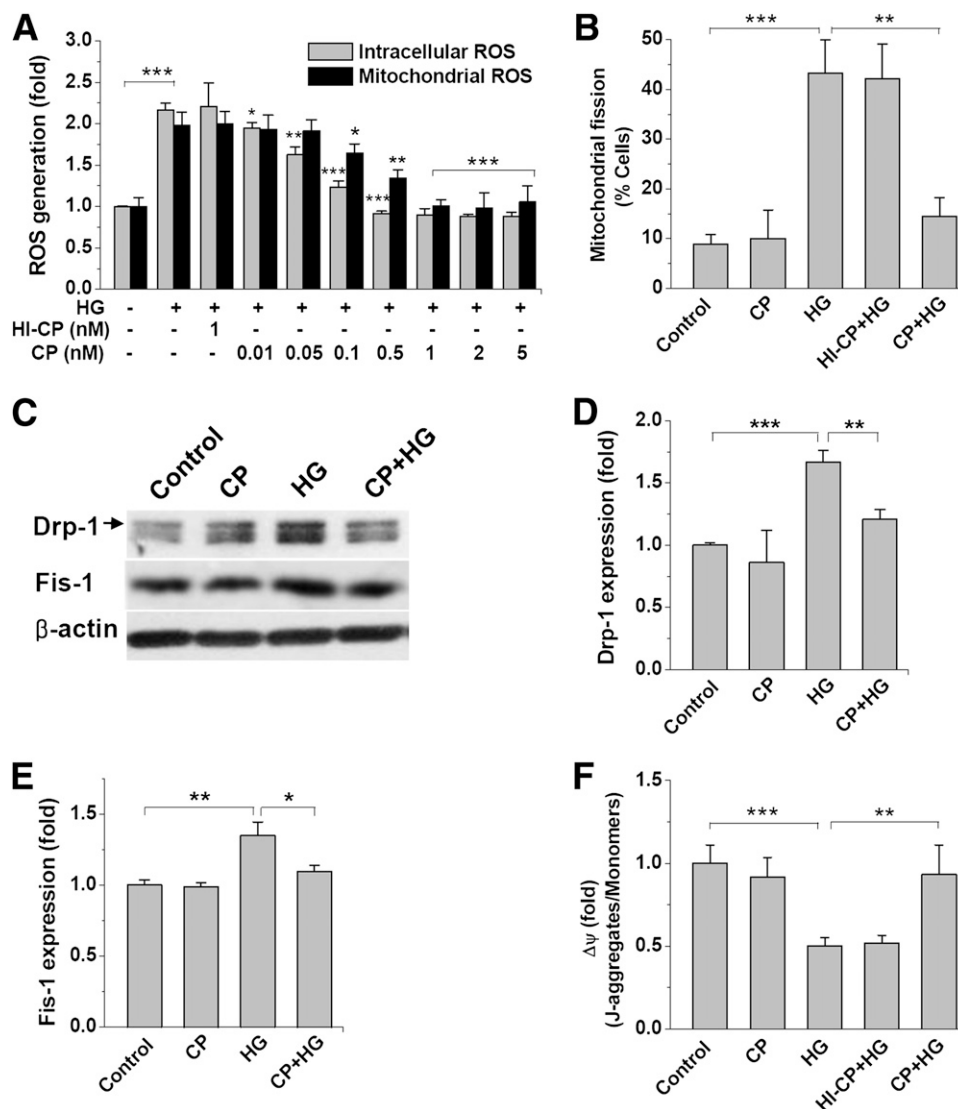 A
ROS generation (fold)
3.0
2.5
2.0
1.5
1.0
0.5
0.0
Intracellular ROS
Mitochondrial ROS
***
*
**
***
*
***
**
***
HG - + + + + + + + + +
HI-CP (nM) - - 1 - - - - - - -
CP (nM) - - - 0.01 0.05 0.1 0.5 1 2 5
B
Mitochondrial fission
(% Cells)
50
40
30
20
10
0
***
**
Control
CP
HG
HI-CP+HG
CP+HG
C
Control
CP
HG
CP+HG
Drp-1
Fis-1
β-actin
D
Drp-1 expression (fold)
2.0
1.5
1.0
0.5
0.0
***
**
Control
CP
HG
CP+HG
E
Fis-1 expression (fold)
1.5
1.0
0.5
0.0
**
*
Control
CP
HG
CP+HG
F
Δψ (fold)
(J-aggregates/Monomers)
1.0
0.5
0.0
***
**
Control
CP
HG
HI-CP+HG
CP+HG